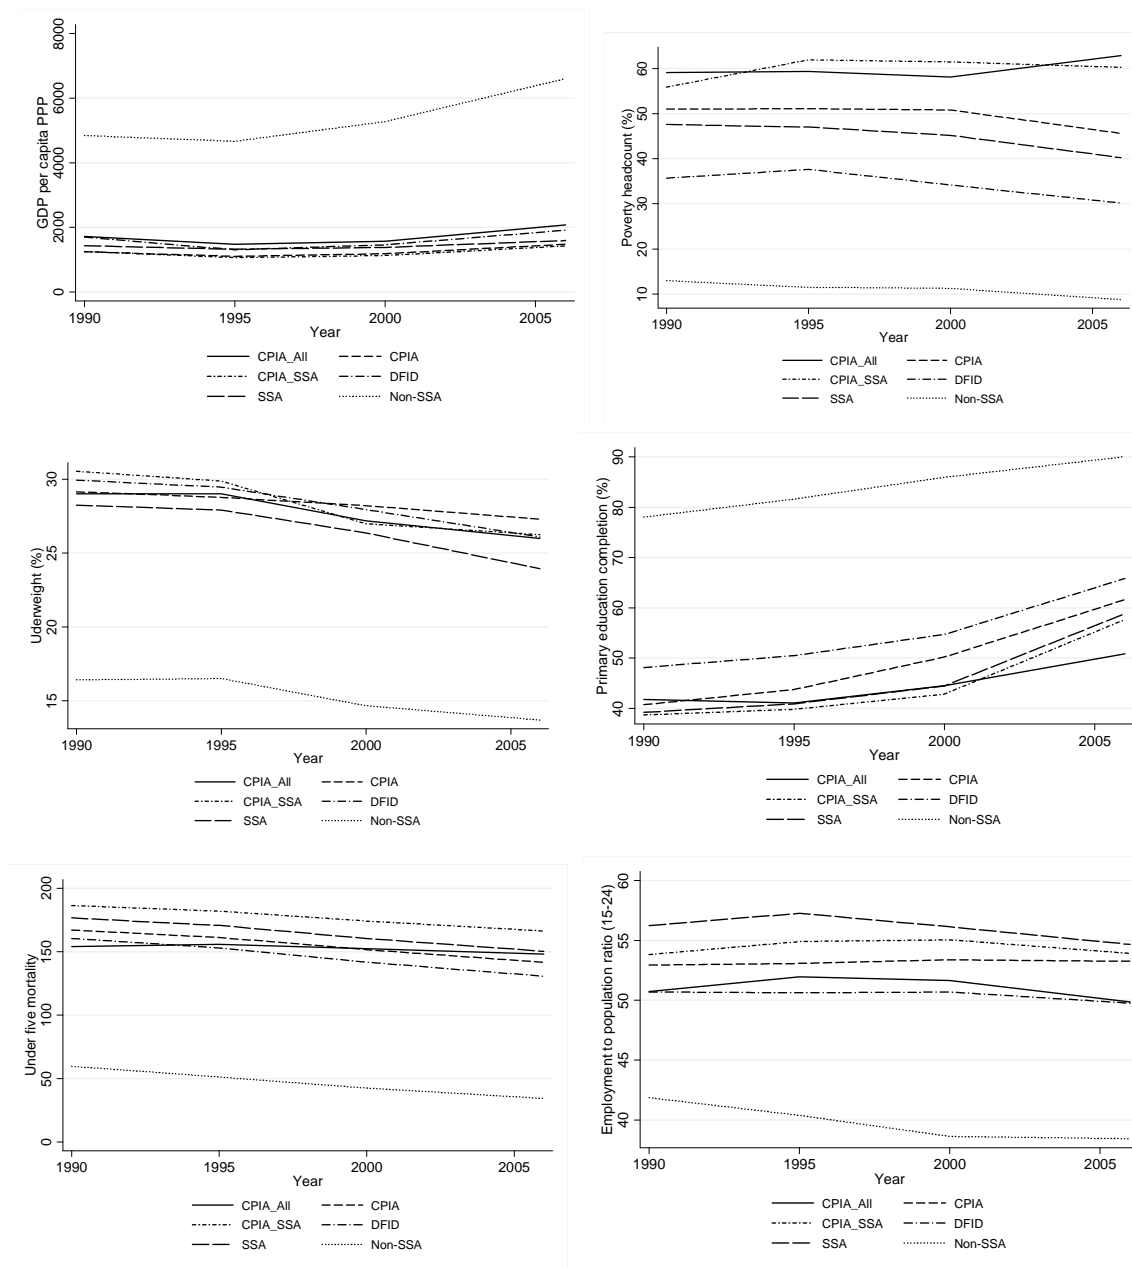 GDP per capita PPP
8000
6000
4000
2000
0
1990 1995 2000 2005
Year
CPIA_All CPIA
CPIA_SSA DFID
SSA Non-SSA
Poverty headcount (%)
60
50
40
30
20
10
1990 1995 2000 2005
Year
CPIA_All CPIA
CPIA_SSA DFID
SSA Non-SSA
Uderweight (%)
30
25
20
15
1990 1995 2000 2005
Year
CPIA_All CPIA
CPIA_SSA DFID
SSA Non-SSA
Primary education completion (%)
90
80
70
60
50
40
1990 1995 2000 2005
Year
CPIA_All CPIA
CPIA_SSA DFID
SSA Non-SSA
Under five mortality
200
150
100
50
0
1990 1995 2000 2005
Year
CPIA_All CPIA
CPIA_SSA DFID
SSA Non-SSA
Employment to population ratio (15-24)
60
55
50
45
40
1990 1995 2000 2005
Year
CPIA_All CPIA
CPIA_SSA DFID
SSA Non-SSA